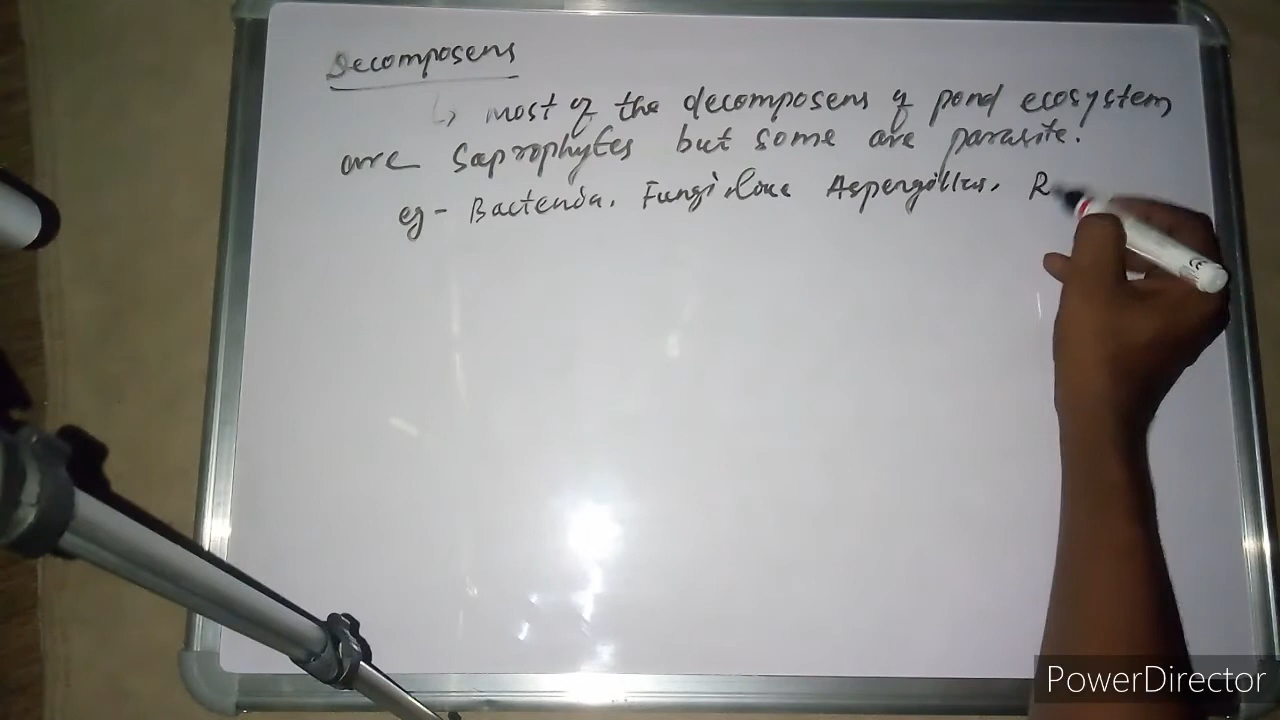 Decomposers
↳ most of the decomposers of pond ecosystem
are Saprophytes but some are parasite.
eg - Bacteria, Fungi like Aspergillus, R
PowerDirector